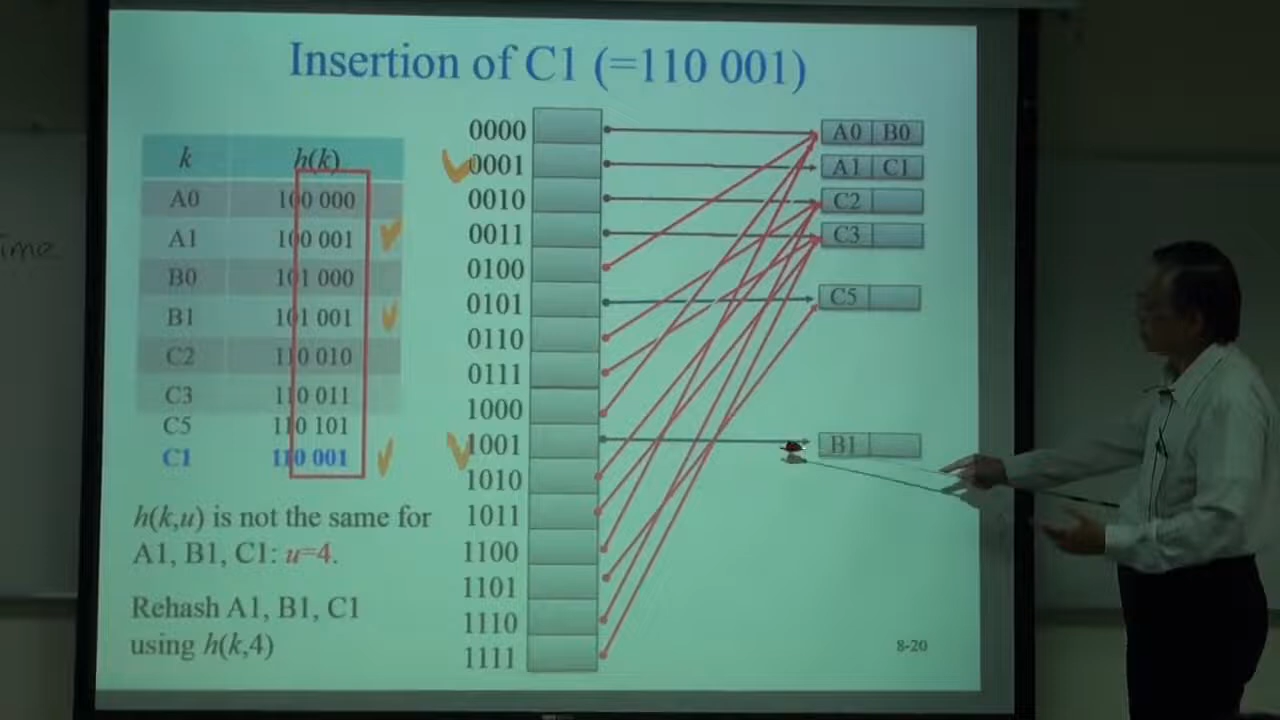 Insertion of C1 (=110 001)
k h(k)
A0 100 000
A1 100 001
B0 101 000
B1 101 001
C2 110 010
C3 110 011
C5 110 101
C1 110 001
h(k,u) is not the same for
A1, B1, C1: u=4.
Rehash A1, B1, C1
using h(k,4)
0000
0001
0010
0011
0100
0101
0110
0111
1000
1001
1010
1011
1100
1101
1110
1111
A0 B0
A1 C1
C2
C3
C5
B1
8-20
ime